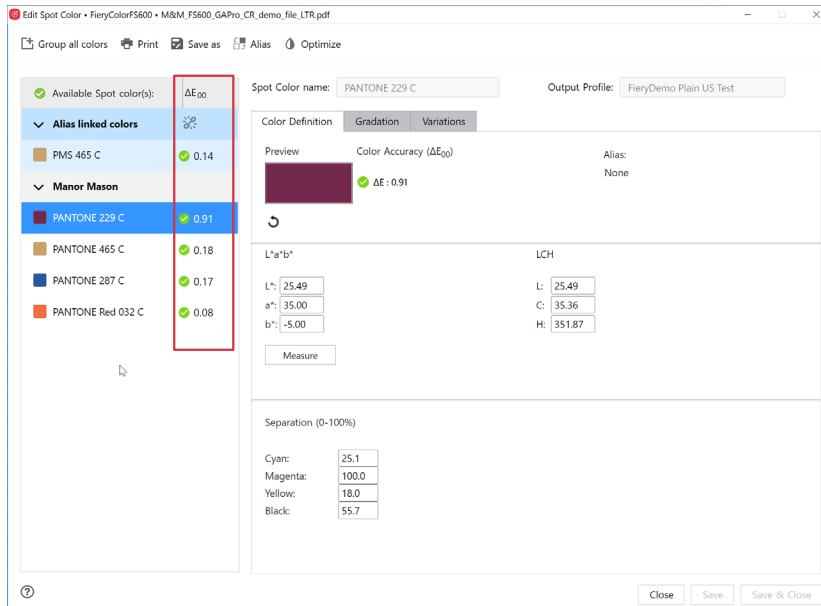 Edit Spot Color • FieryColorFS600 • M&M_FS600_GAPro_CR_demo_file_LTR.pdf
Group all colors Print Save as Alias Optimize
Available Spot color(s): ΔE00
Alias linked colors
PMS 465 C 0.14
Manor Mason
PANTONE 229 C 0.91
PANTONE 465 C 0.18
PANTONE 287 C 0.17
PANTONE Red 032 C 0.08
Spot Color name: PANTONE 229 C Output Profile: FieryDemo Plain US Test
Color Definition Gradation Variations
Preview Color Accuracy (ΔE00) Alias:
ΔE : 0.91 None
L*a*b* LCH
L*: 25.49 L: 25.49
a*: 35.00 C: 35.36
b*: -5.00 H: 351.87
Measure
Separation (0-100%)
Cyan: 25.1
Magenta: 100.0
Yellow: 18.0
Black: 55.7
? Close Save Save & Close